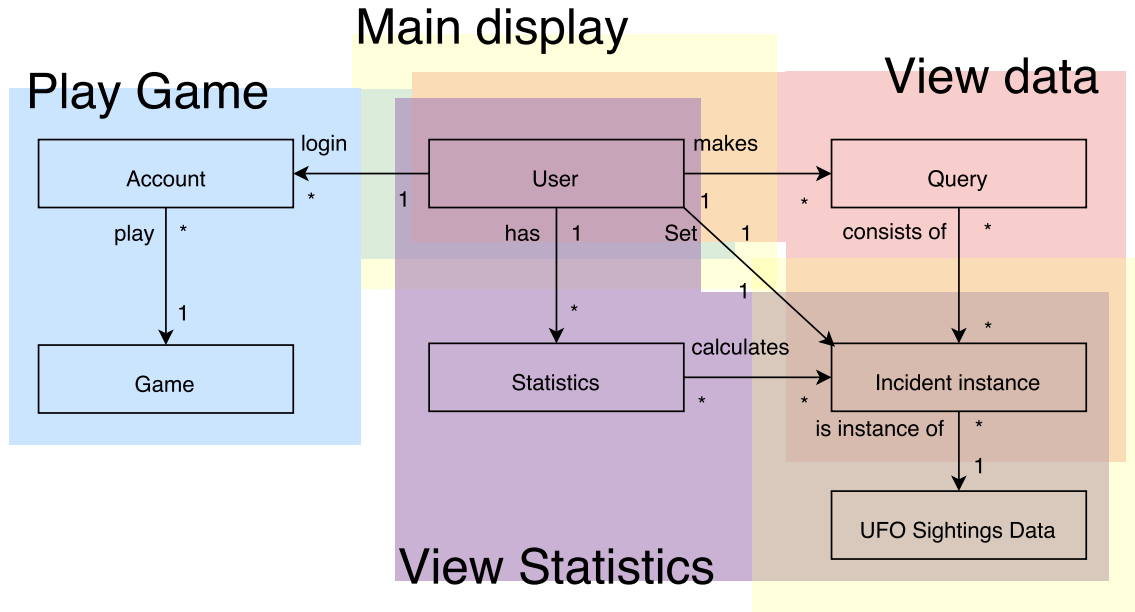 Main display
Play Game
View data
login
makes
Account
User
Query
*
1
1
*
play
*
has
1
Set
1
consists of
*
1
1
*
*
calculates
Game
Statistics
Incident instance
*
*
is instance of
*
1
UFO Sightings Data
View Statistics